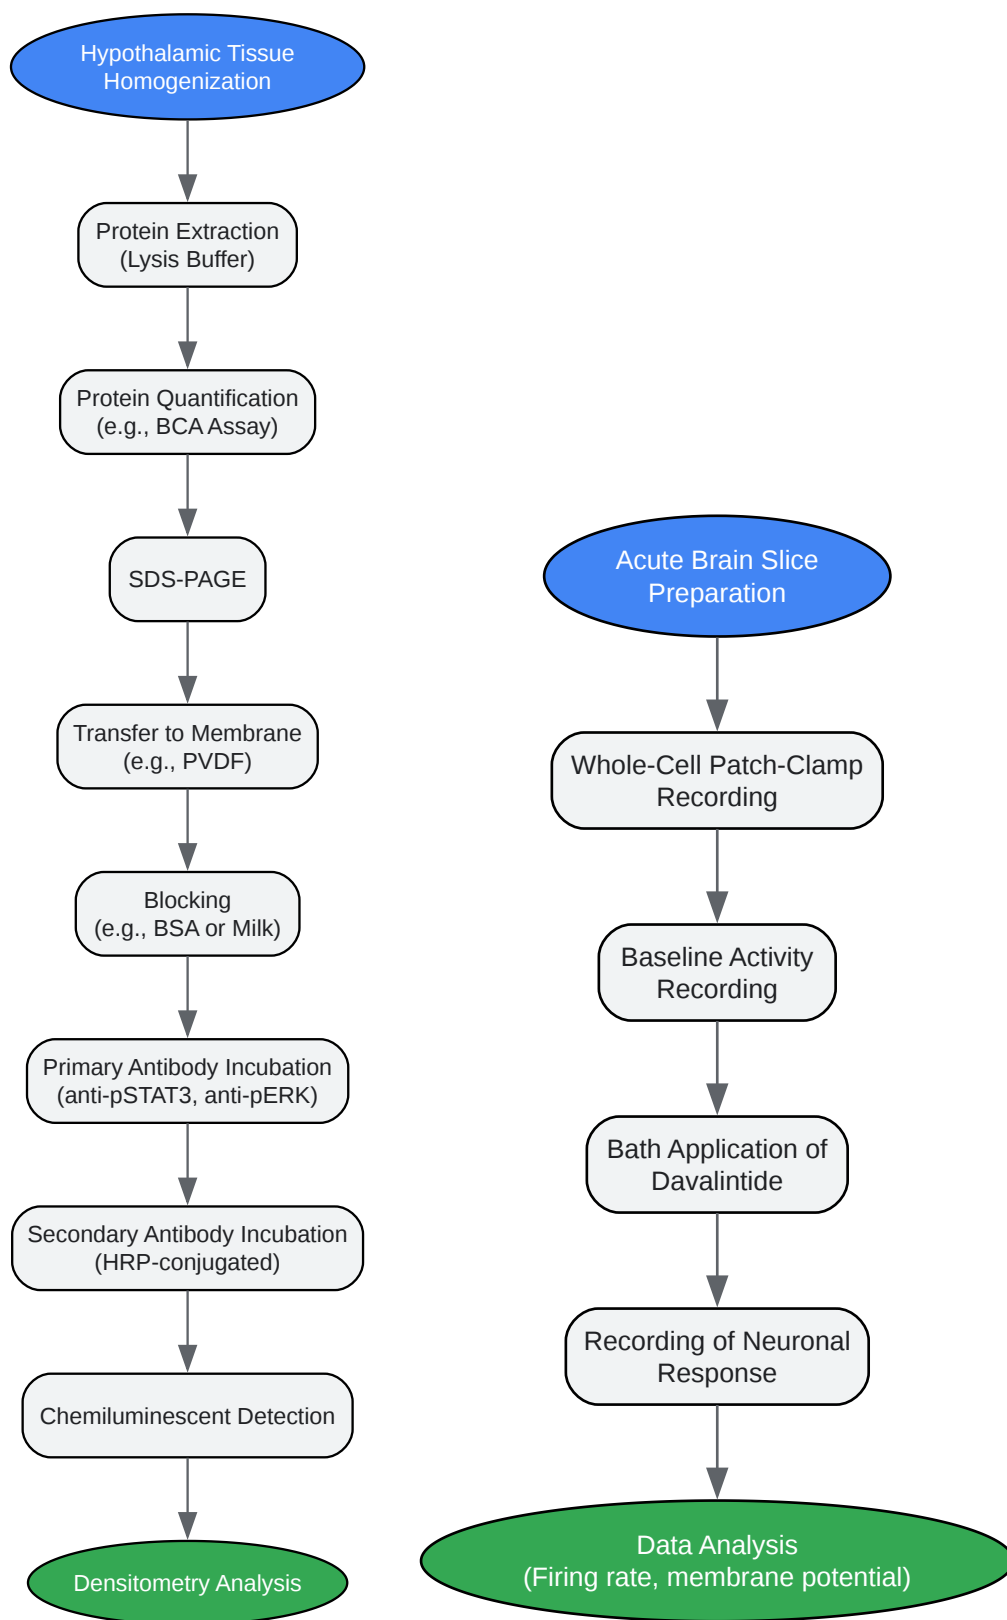 Hypothalamic Tissue
Homogenization
Protein Extraction
(Lysis Buffer)
Protein Quantification
(e.g., BCA Assay)
SDS-PAGE
Transfer to Membrane
(e.g., PVDF)
Blocking
(e.g., BSA or Milk)
Primary Antibody Incubation
(anti-pSTAT3, anti-pERK)
Secondary Antibody Incubation
(HRP-conjugated)
Chemiluminescent Detection
Densitometry Analysis
Acute Brain Slice
Preparation
Whole-Cell Patch-Clamp
Recording
Baseline Activity
Recording
Bath Application of
Davalintide
Recording of Neuronal
Response
Data Analysis
(Firing rate, membrane potential)